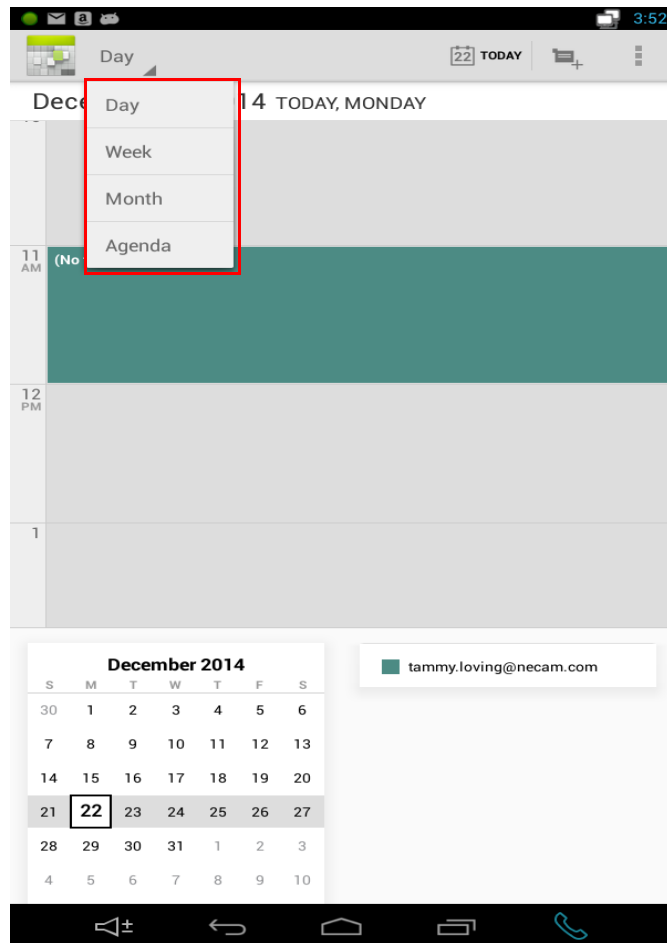 3:52
Day
22 TODAY
Dece 14 TODAY, MONDAY
Day
Week
Month
Agenda
11
AM
(No
12
PM
1
December 2014
S M T W T F S
30 1 2 3 4 5 6
7 8 9 10 11 12 13
14 15 16 17 18 19 20
21 22 23 24 25 26 27
28 29 30 31 1 2 3
4 5 6 7 8 9 10
tammy.loving@necam.com